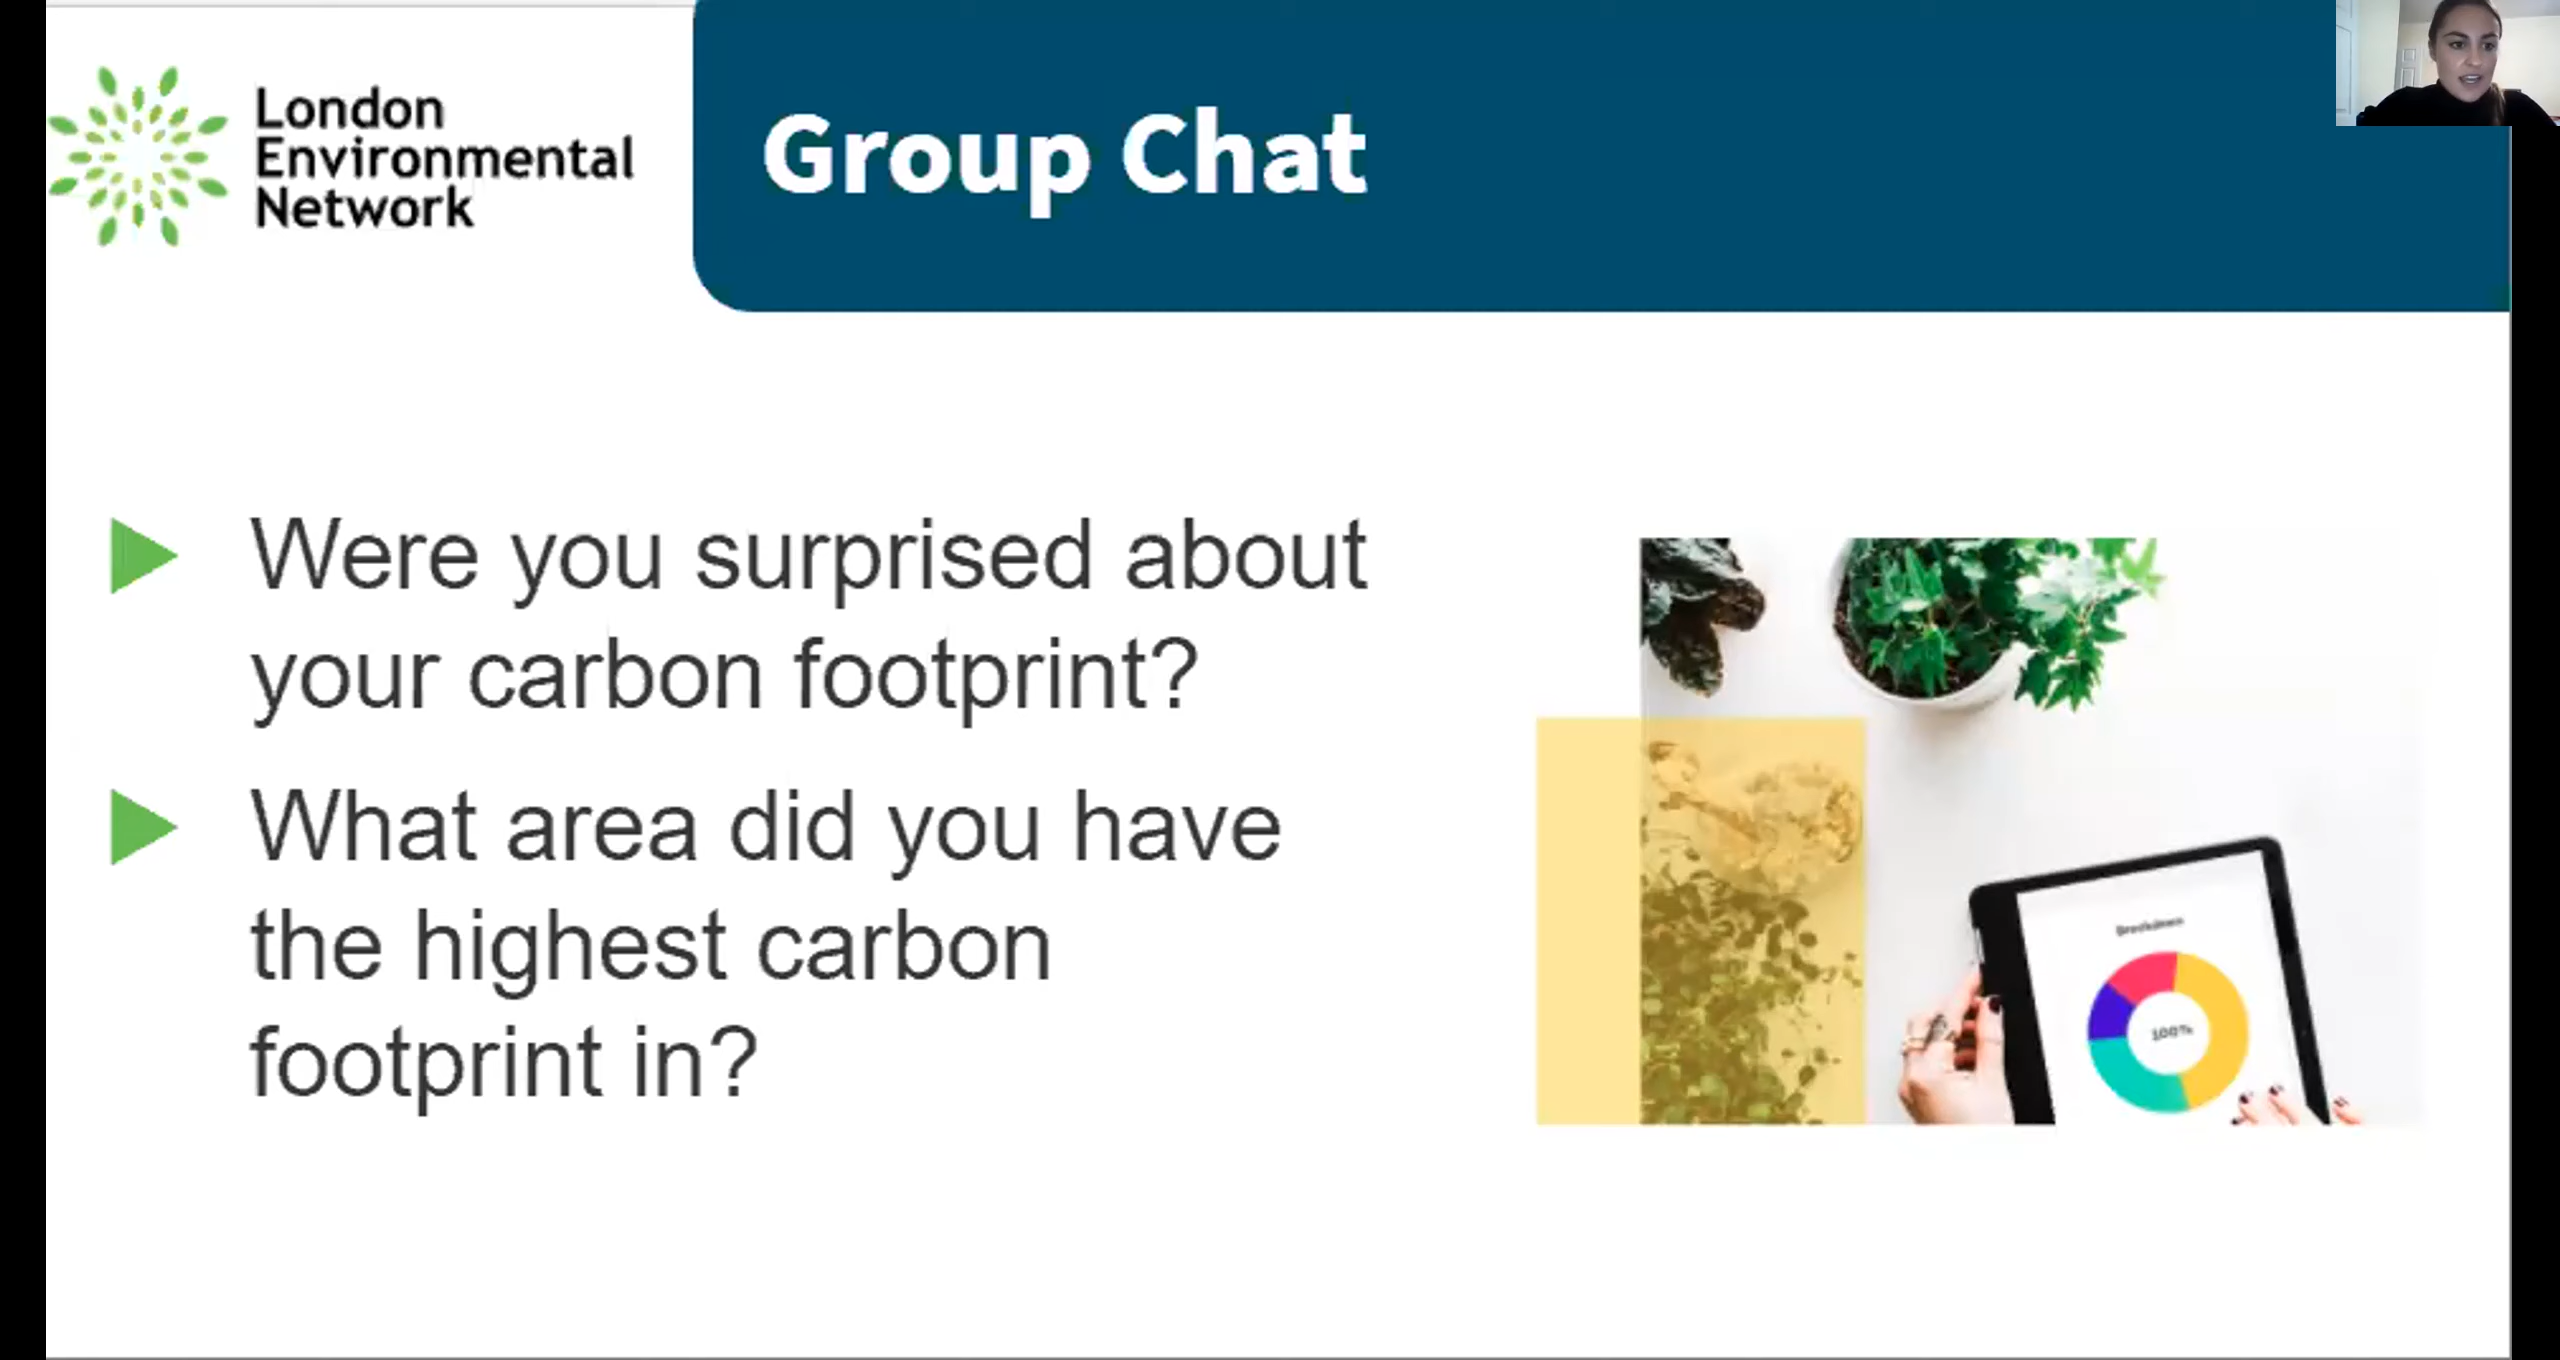 London
Environmental
Network
Group Chat
Were you surprised about
your carbon footprint?
What area did you have
the highest carbon
footprint in?
Breakdown
100%